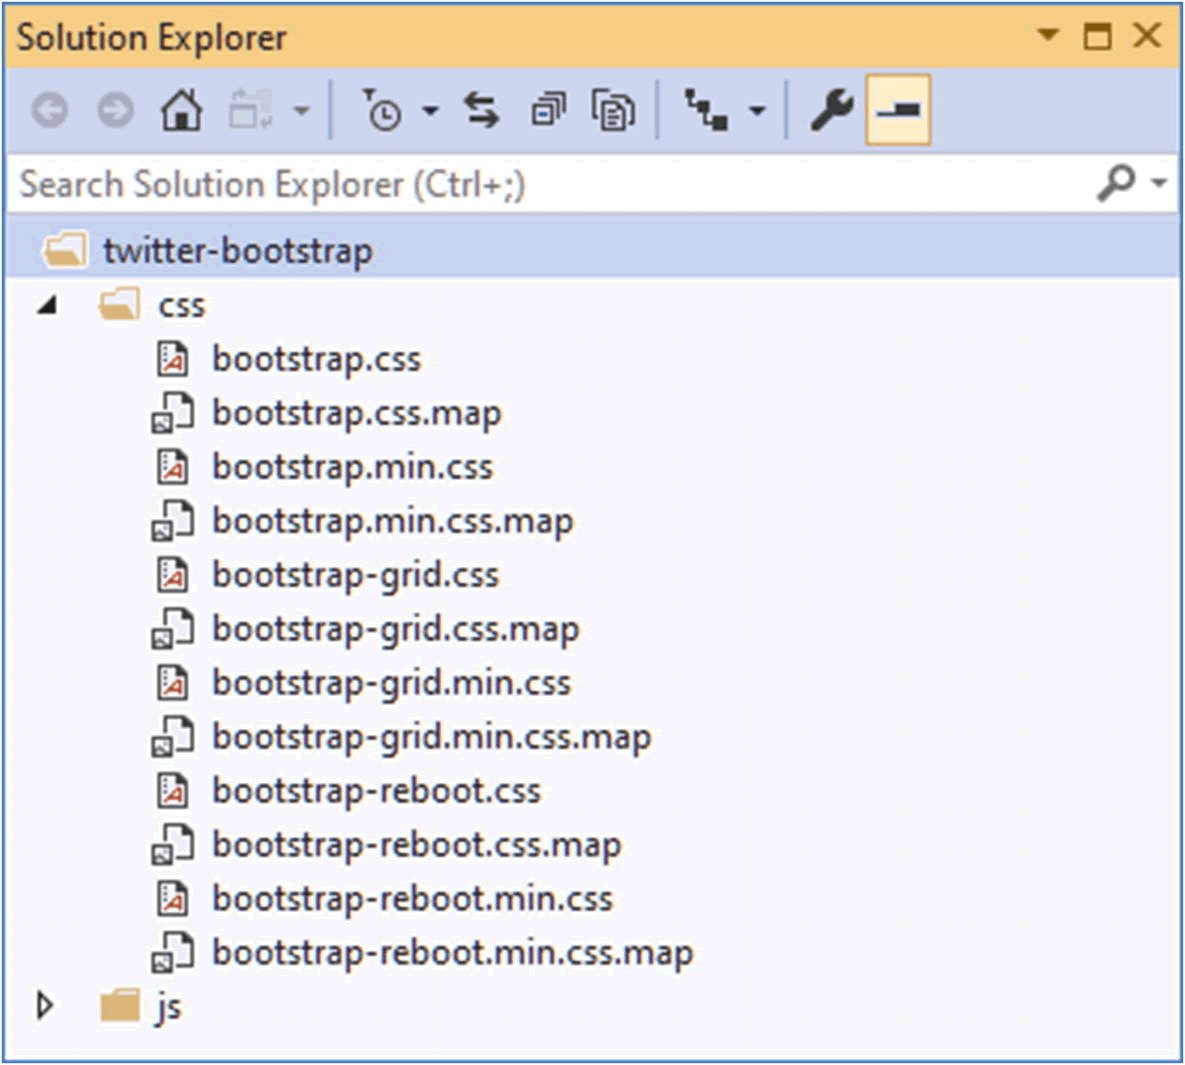 Solution Explorer
Search Solution Explorer (Ctrl+;)
twitter-bootstrap
css
bootstrap.css
bootstrap.css.map
bootstrap.min.css
bootstrap.min.css.map
bootstrap-grid.css
bootstrap-grid.css.map
bootstrap-grid.min.css
bootstrap-grid.min.css.map
bootstrap-reboot.css
bootstrap-reboot.css.map
bootstrap-reboot.min.css
bootstrap-reboot.min.css.map
js